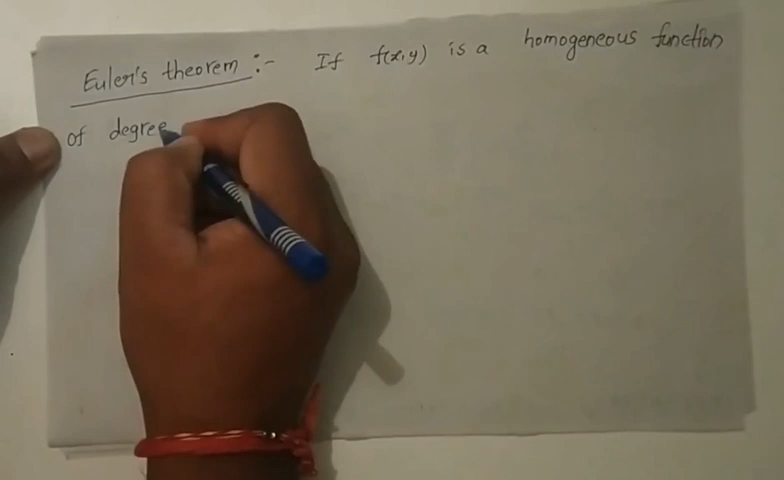 Euler's theorem :- If f(x,y) is a homogeneous function
of degree